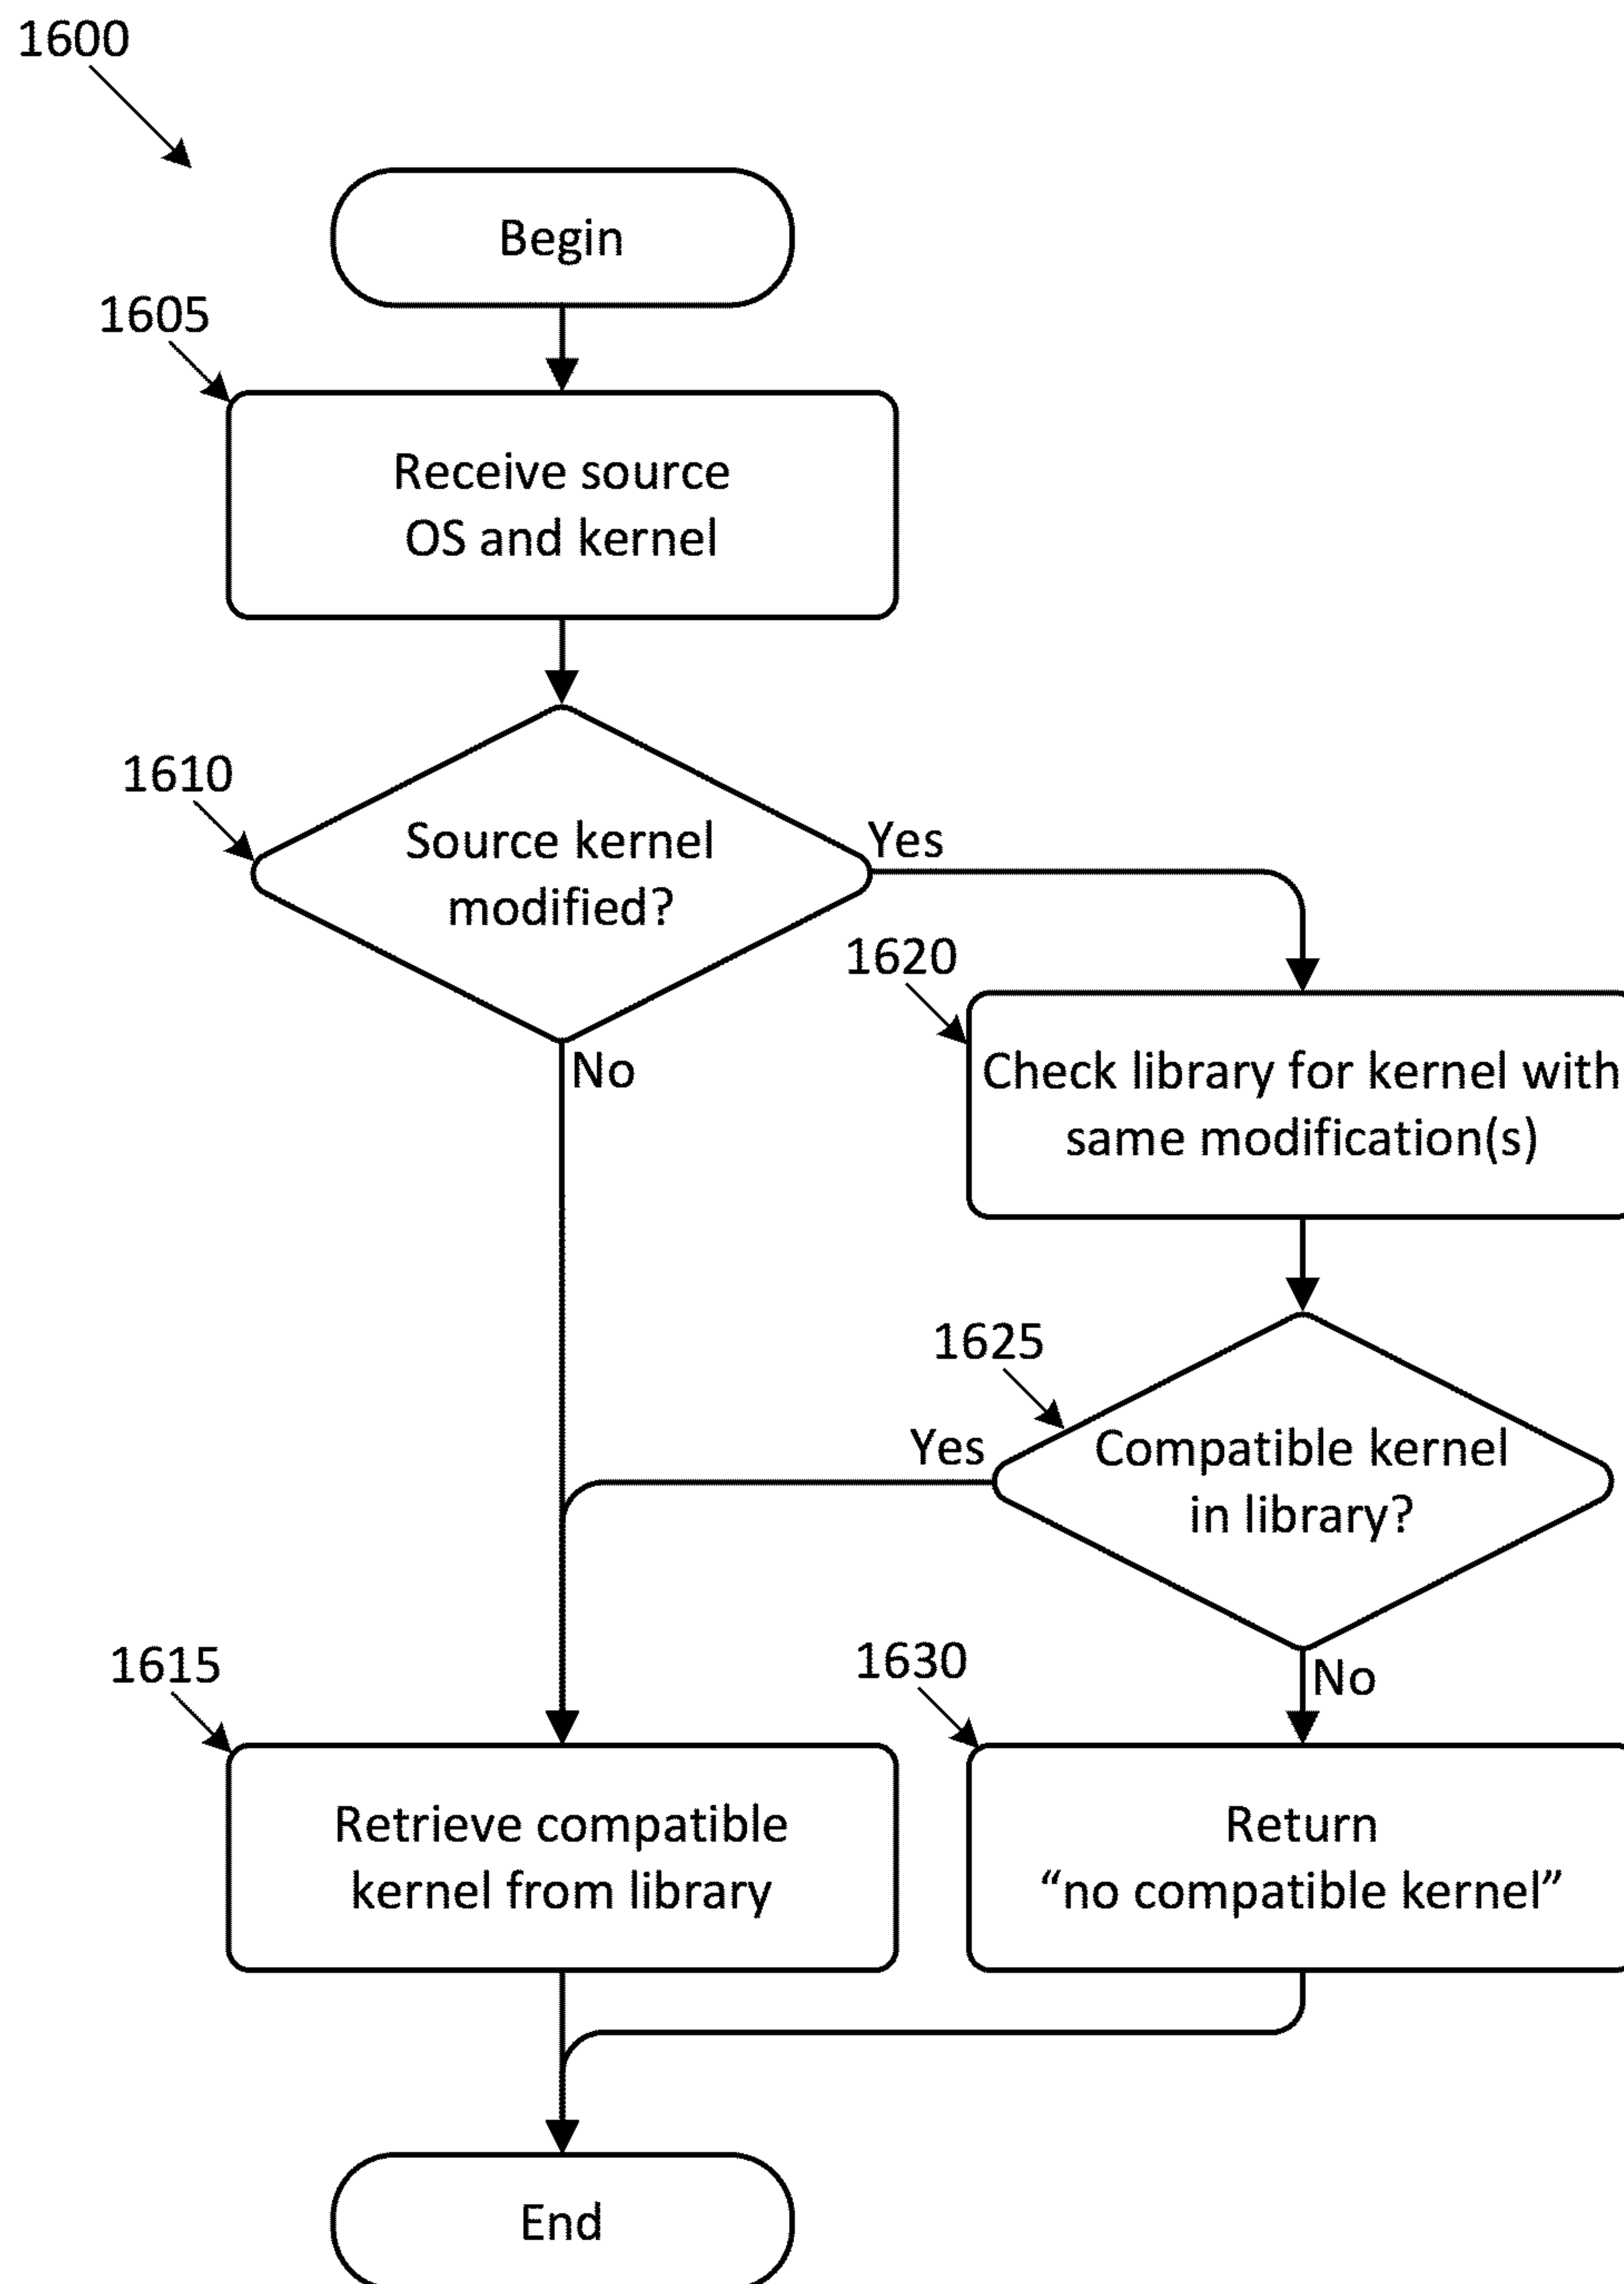 1600
Begin
1605
Receive source
OS and kernel
1610
Source kernel
modified?
Yes
No
1620
Check library for kernel with
same modification(s)
1625
Yes
Compatible kernel
in library?
No
1615
Retrieve compatible
kernel from library
1630
Return
“no compatible kernel”
End